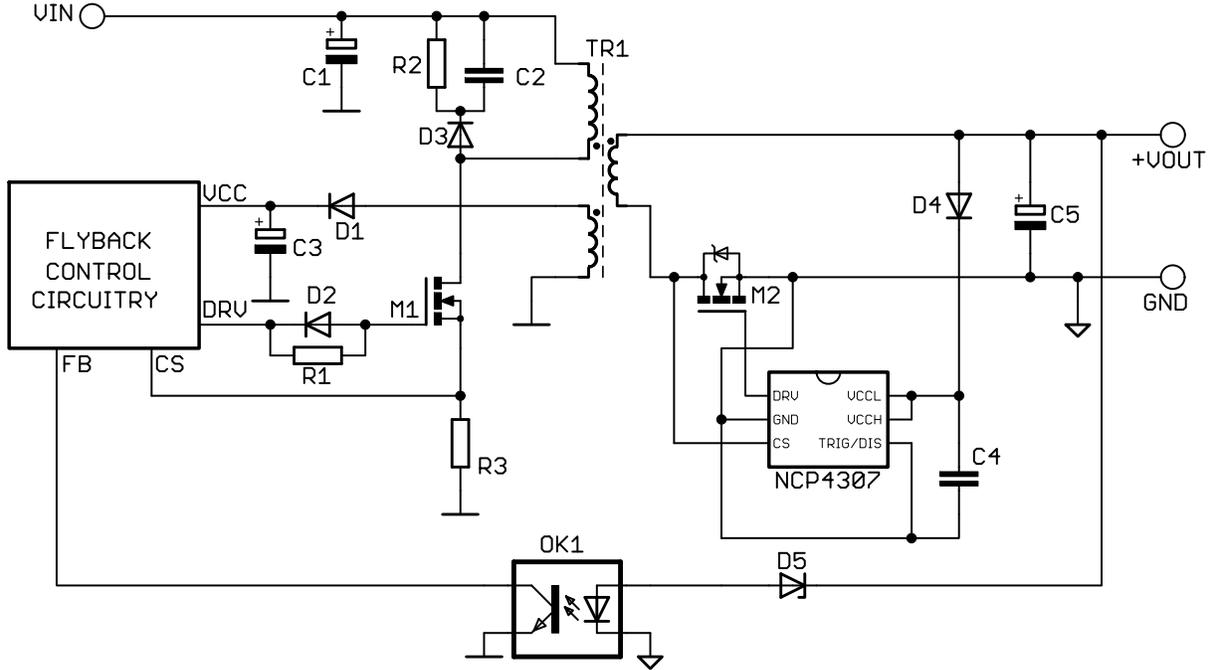 VIN
TR1
C1
R2
C2
D3
+VOUT
VCC
D1
D4
C5
C3
FLYBACK
CONTROL
CIRCUITRY
DRV
D2
M1
M2
GND
R1
FB
CS
DRV
VCCL
GND
VCCH
CS
TRIG/DIS
NCP4307
C4
R3
OK1
D5